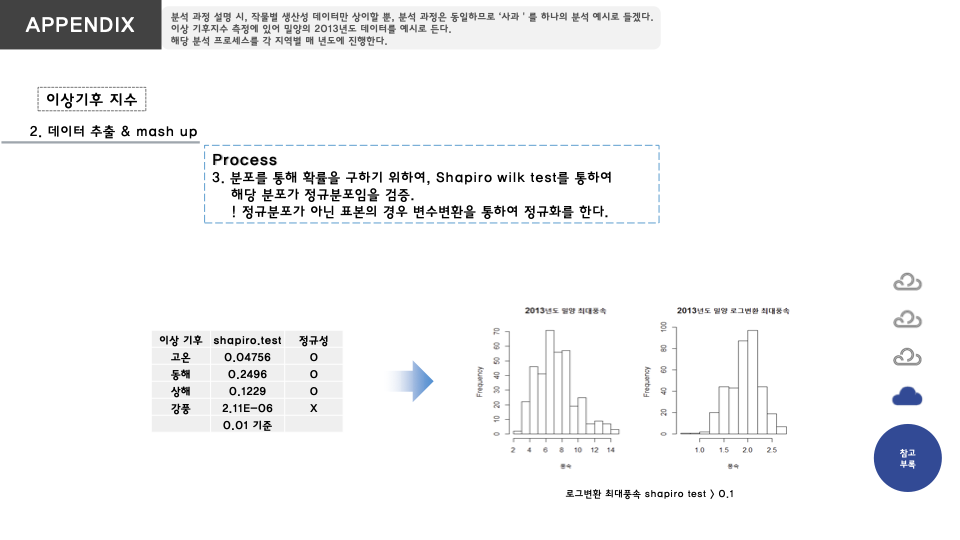 APPENDIX
분석 과정 설명 시, 작물별 생산성 데이터만 상이할 뿐, 분석 과정은 동일하므로 '사과 ' 를 하나의 분석 예시로 들겠다.
이상 기후지수 측정에 있어 밀양의 2013년도 데이터를 예시로 든다.
해당 분석 프로세스를 각 지역별 매 년도에 진행한다.
이상기후 지수
2. 데이터 추출 & mash up
Process
3. 분포를 통해 확률을 구하기 위하여, Shapiro wilk test를 통하여
해당 분포가 정규분포임을 검증.
! 정규분포가 아닌 표본의 경우 변수변환을 통하여 정규화를 한다.
이상 기후 shapiro.test 정규성
고온 0.04756 O
동해 0.2496 O
상해 0.1229 O
강풍 2.11E-06 X
0.01 기준
2013년도 밀양 최대풍속
Frequency
0 10 20 30 40 50 60 70
2 4 6 8 10 12 14
풍속
2013년도 밀양 로그변환 최대풍속
Frequency
0 20 40 60 80 100
1.0 1.5 2.0 2.5
풍속
로그변환 최대풍속 shapiro test > 0.1
참고
부록